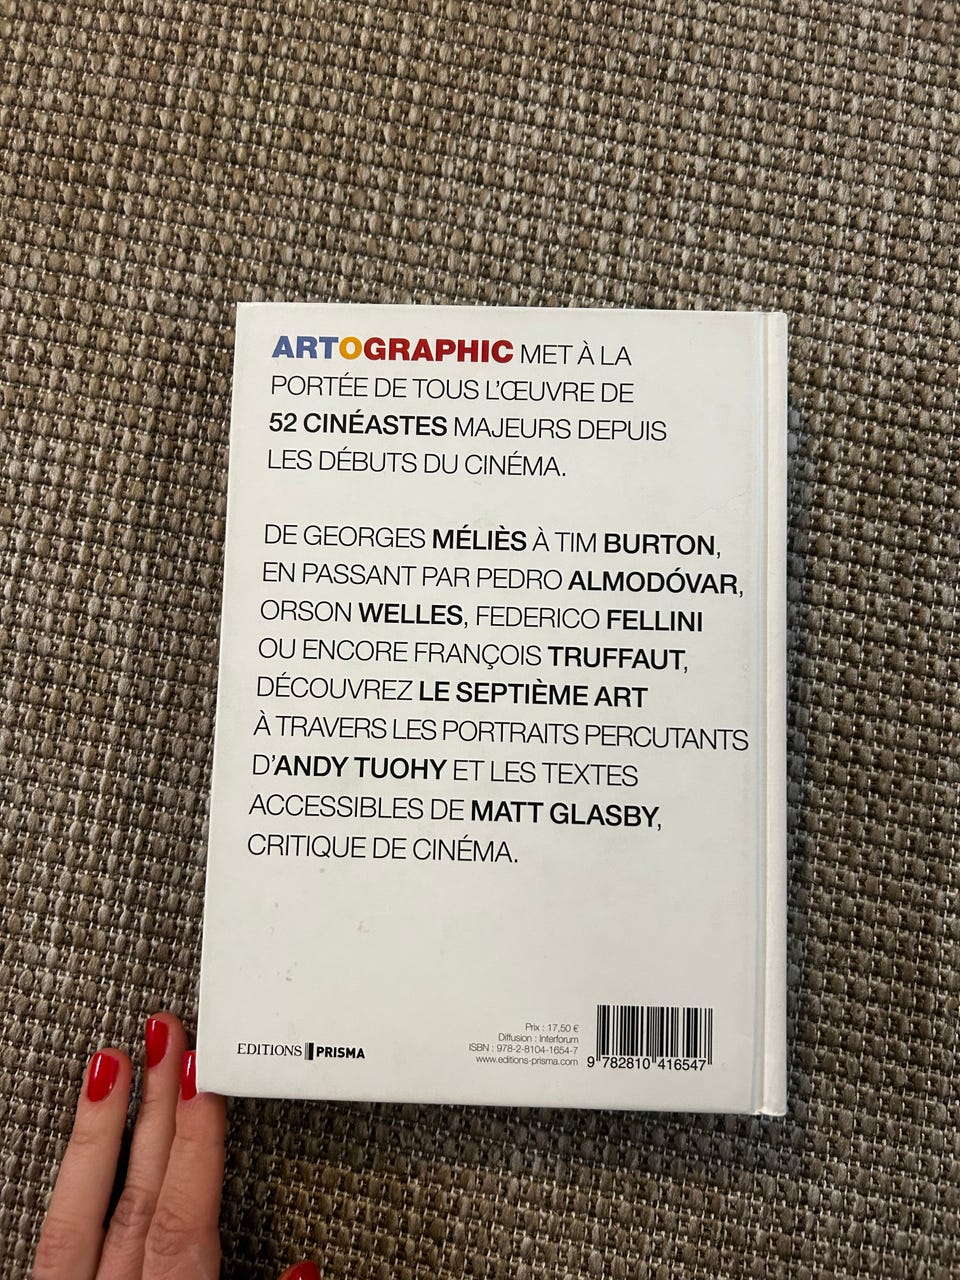 ARTOGRAPHIC MET À LA
PORTÉE DE TOUS L'ŒUVRE DE
52 CINÉASTES MAJEURS DEPUIS
LES DÉBUTS DU CINÉMA.
DE GEORGES MÉLIÈS À TIM BURTON,
EN PASSANT PAR PEDRO ALMODÓVAR,
ORSON WELLES, FEDERICO FELLINI
OU ENCORE FRANÇOIS TRUFFAUT,
DÉCOUVREZ LE SEPTIÈME ART
À TRAVERS LES PORTRAITS PERCUTANTS
D'ANDY TUOHY ET LES TEXTES
ACCESSIBLES DE MATT GLASBY,
CRITIQUE DE CINÉMA.
EDITIONS PRISMA
Prix : 17,50 €
Diffusion : Interforum
ISBN : 978-2-8104-1654-7
www.editions-prisma.com
9 782810 416547